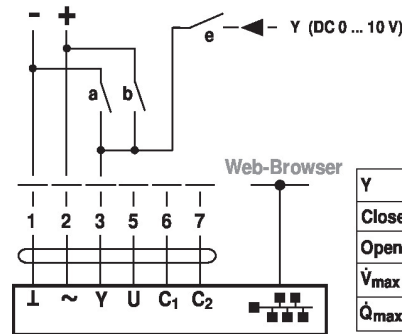 - +
Y (DC 0 ... 10 V)
e
a b
Web-Browser
1 2 3 5 6 7
⊥ ~ Y U C1 C2
Y
Close
Open
V̇max
Q̇max